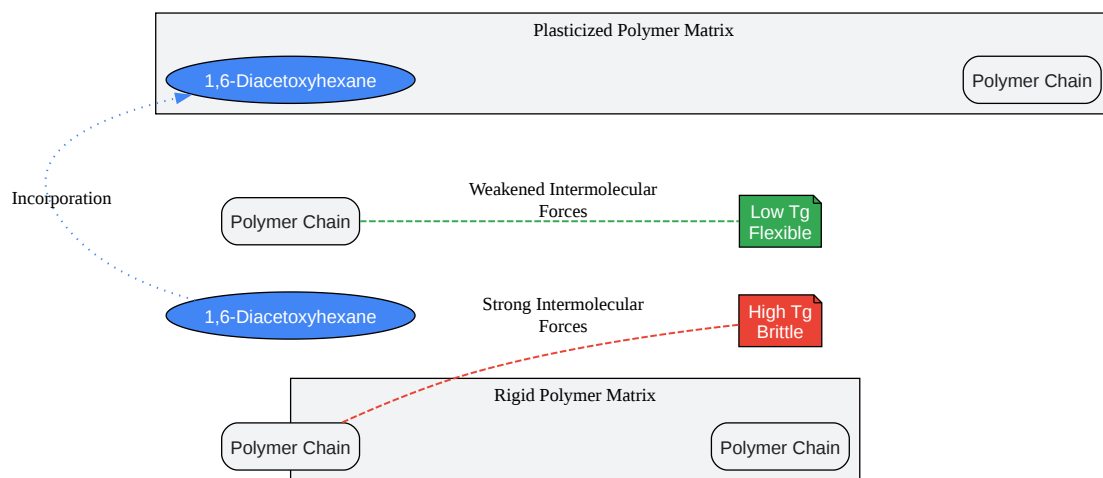 Plasticized Polymer Matrix
1,6-Diacetoxyhexane
Polymer Chain
Incorporation
Weakened Intermolecular
Forces
Polymer Chain
Low Tg
Flexible
1,6-Diacetoxyhexane
Strong Intermolecular
Forces
High Tg
Brittle
Rigid Polymer Matrix
Polymer Chain
Polymer Chain